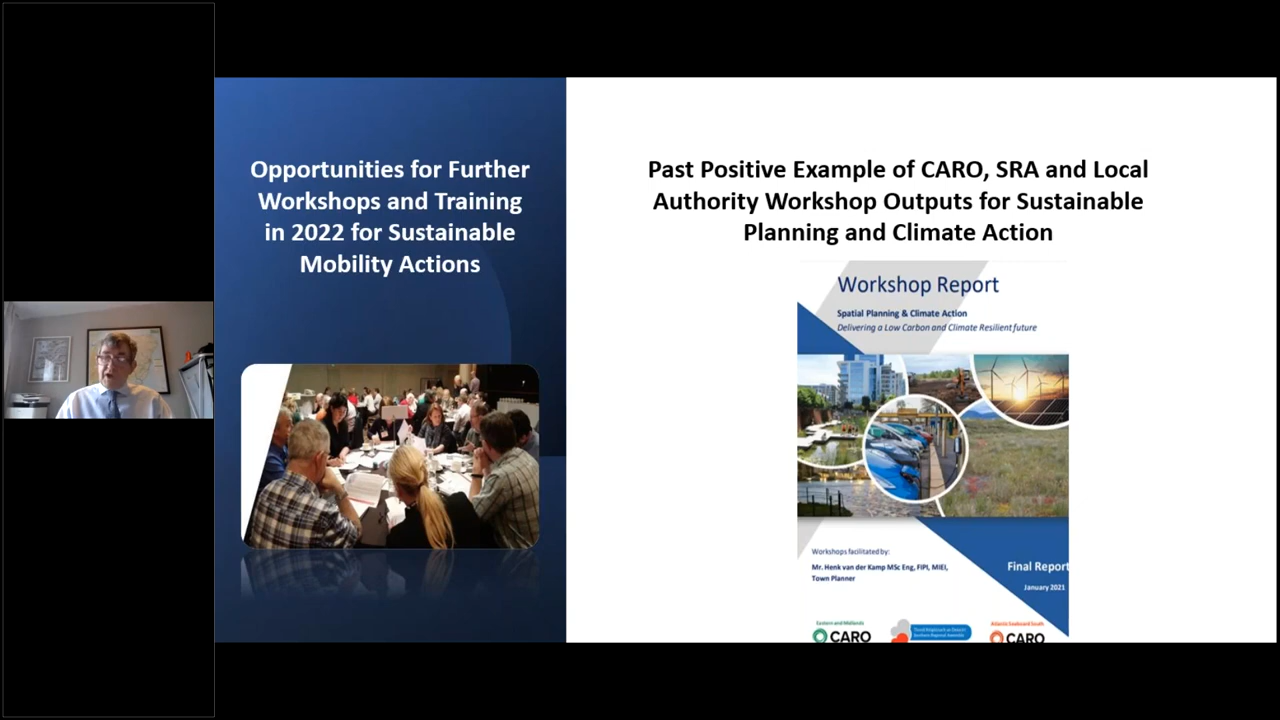 Opportunities for Further
Workshops and Training
in 2022 for Sustainable
Mobility Actions
Past Positive Example of CARO, SRA and Local
Authority Workshop Outputs for Sustainable
Planning and Climate Action
Workshop Report
Spatial Planning & Climate Action
Delivering a Low Carbon and Climate Resilient future
Workshops facilitated by:
Mr. Henk van der Kamp MSc Eng, FIPI, MIEI,
Town Planner
Final Report
January 2021
Eastern and Midlands
CARO
Atlantic Seaboard South
CARO